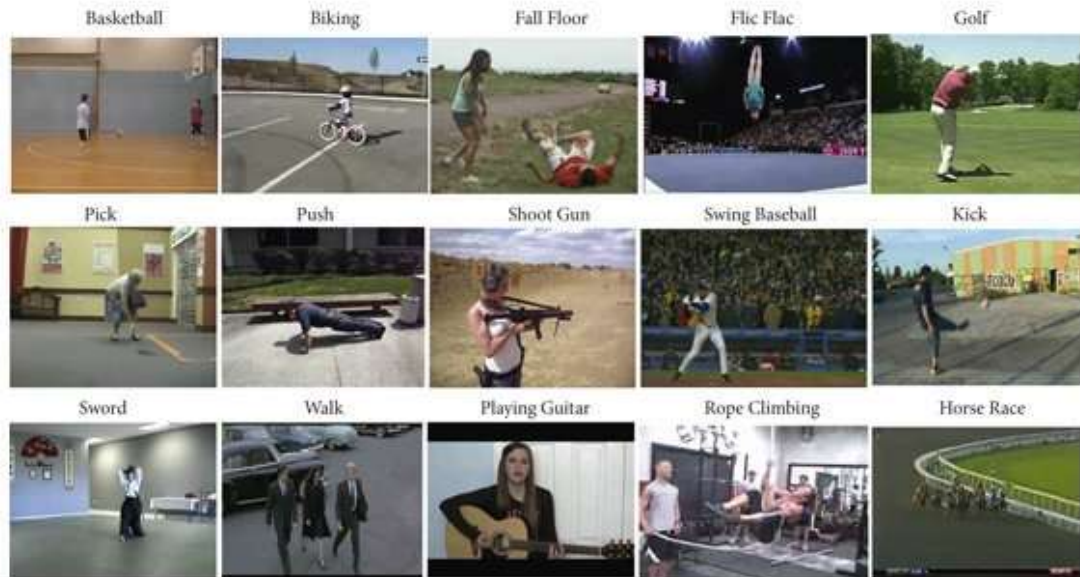 Basketball
Biking
Fall Floor
Flic Flac
Golf
Pick
Push
Shoot Gun
Swing Baseball
Kick
Sword
Walk
Playing Guitar
Rope Climbing
Horse Race